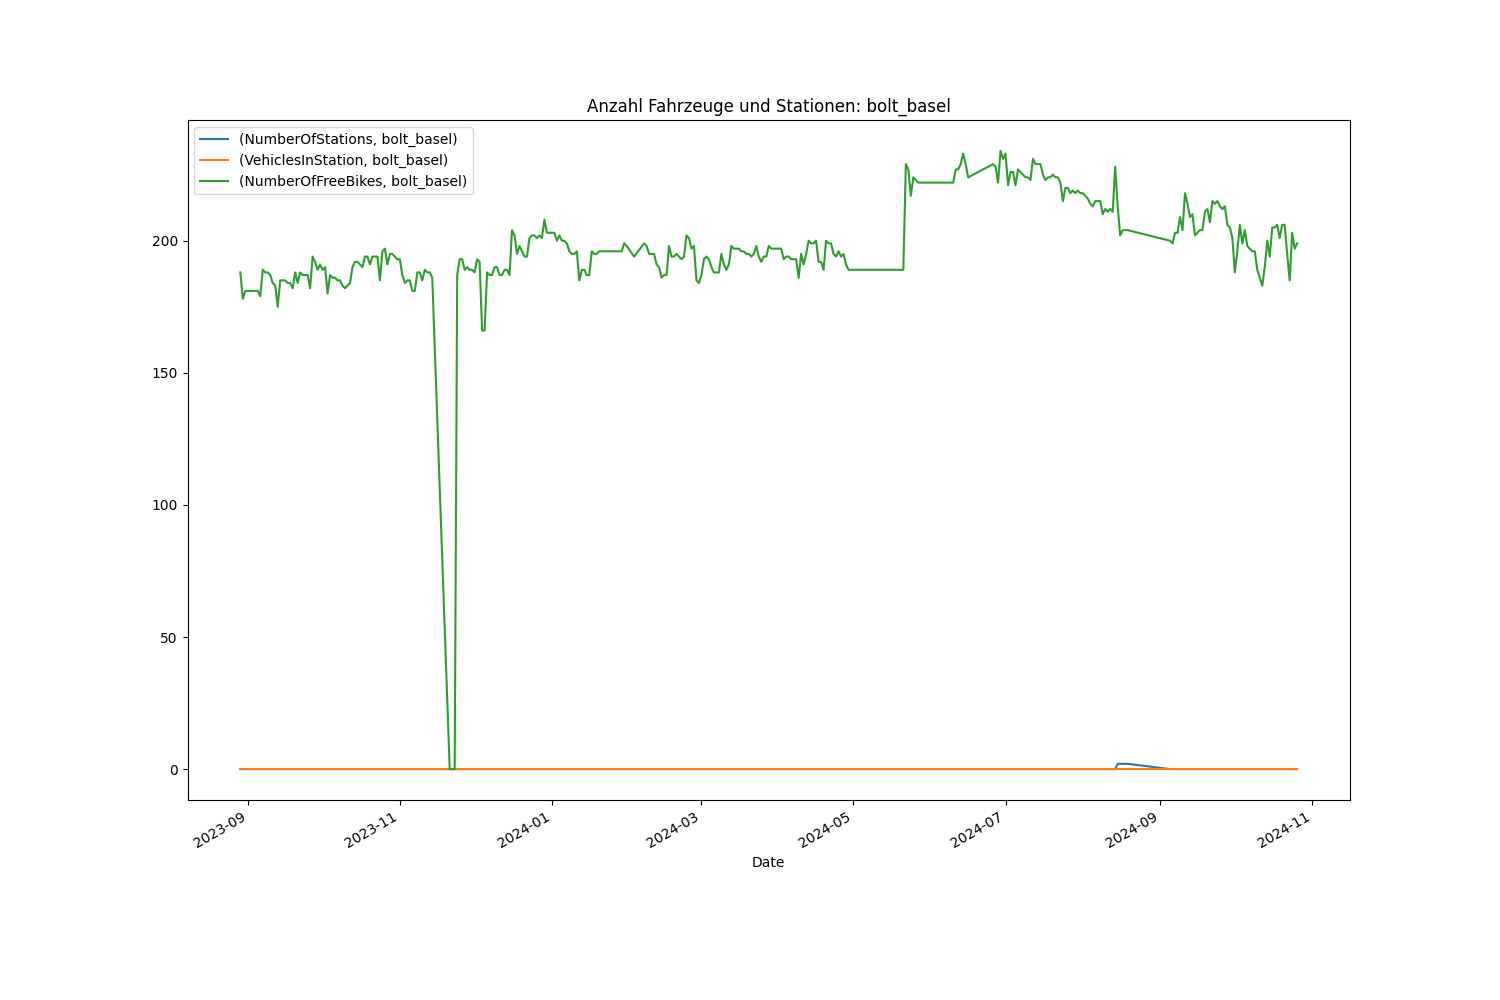 Anzahl Fahrzeuge und Stationen: bolt_basel
(NumberOfStations, bolt_basel)
(VehiclesInStation, bolt_basel)
(NumberOfFreeBikes, bolt_basel)
200
150
100
50
0
2023-09
2023-11
2024-01
2024-03
2024-05
2024-07
2024-09
2024-11
Date